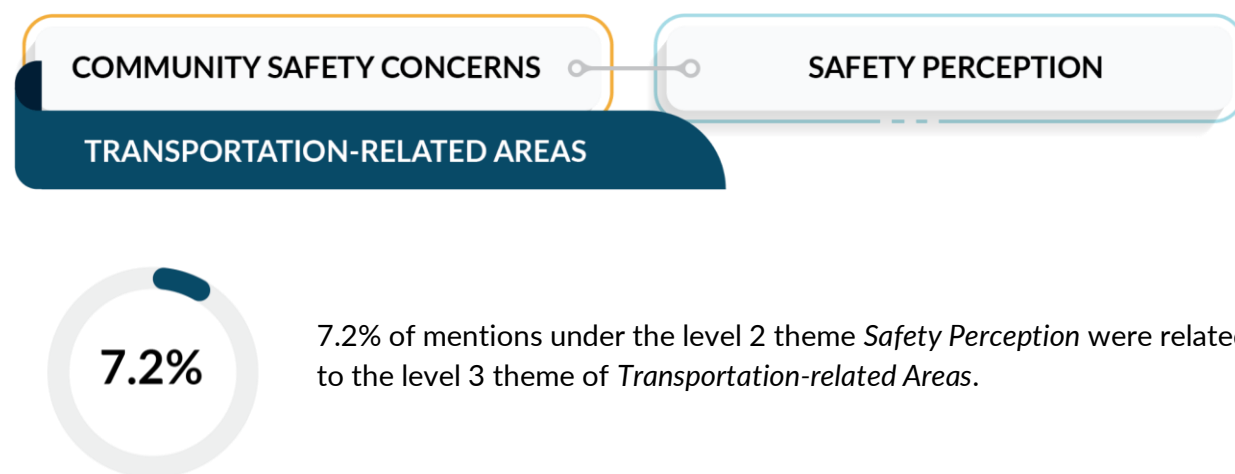 COMMUNITY SAFETY CONCERNS
SAFETY PERCEPTION
TRANSPORTATION-RELATED AREAS
7.2%
7.2% of mentions under the level 2 theme Safety Perception were related
to the level 3 theme of Transportation-related Areas.